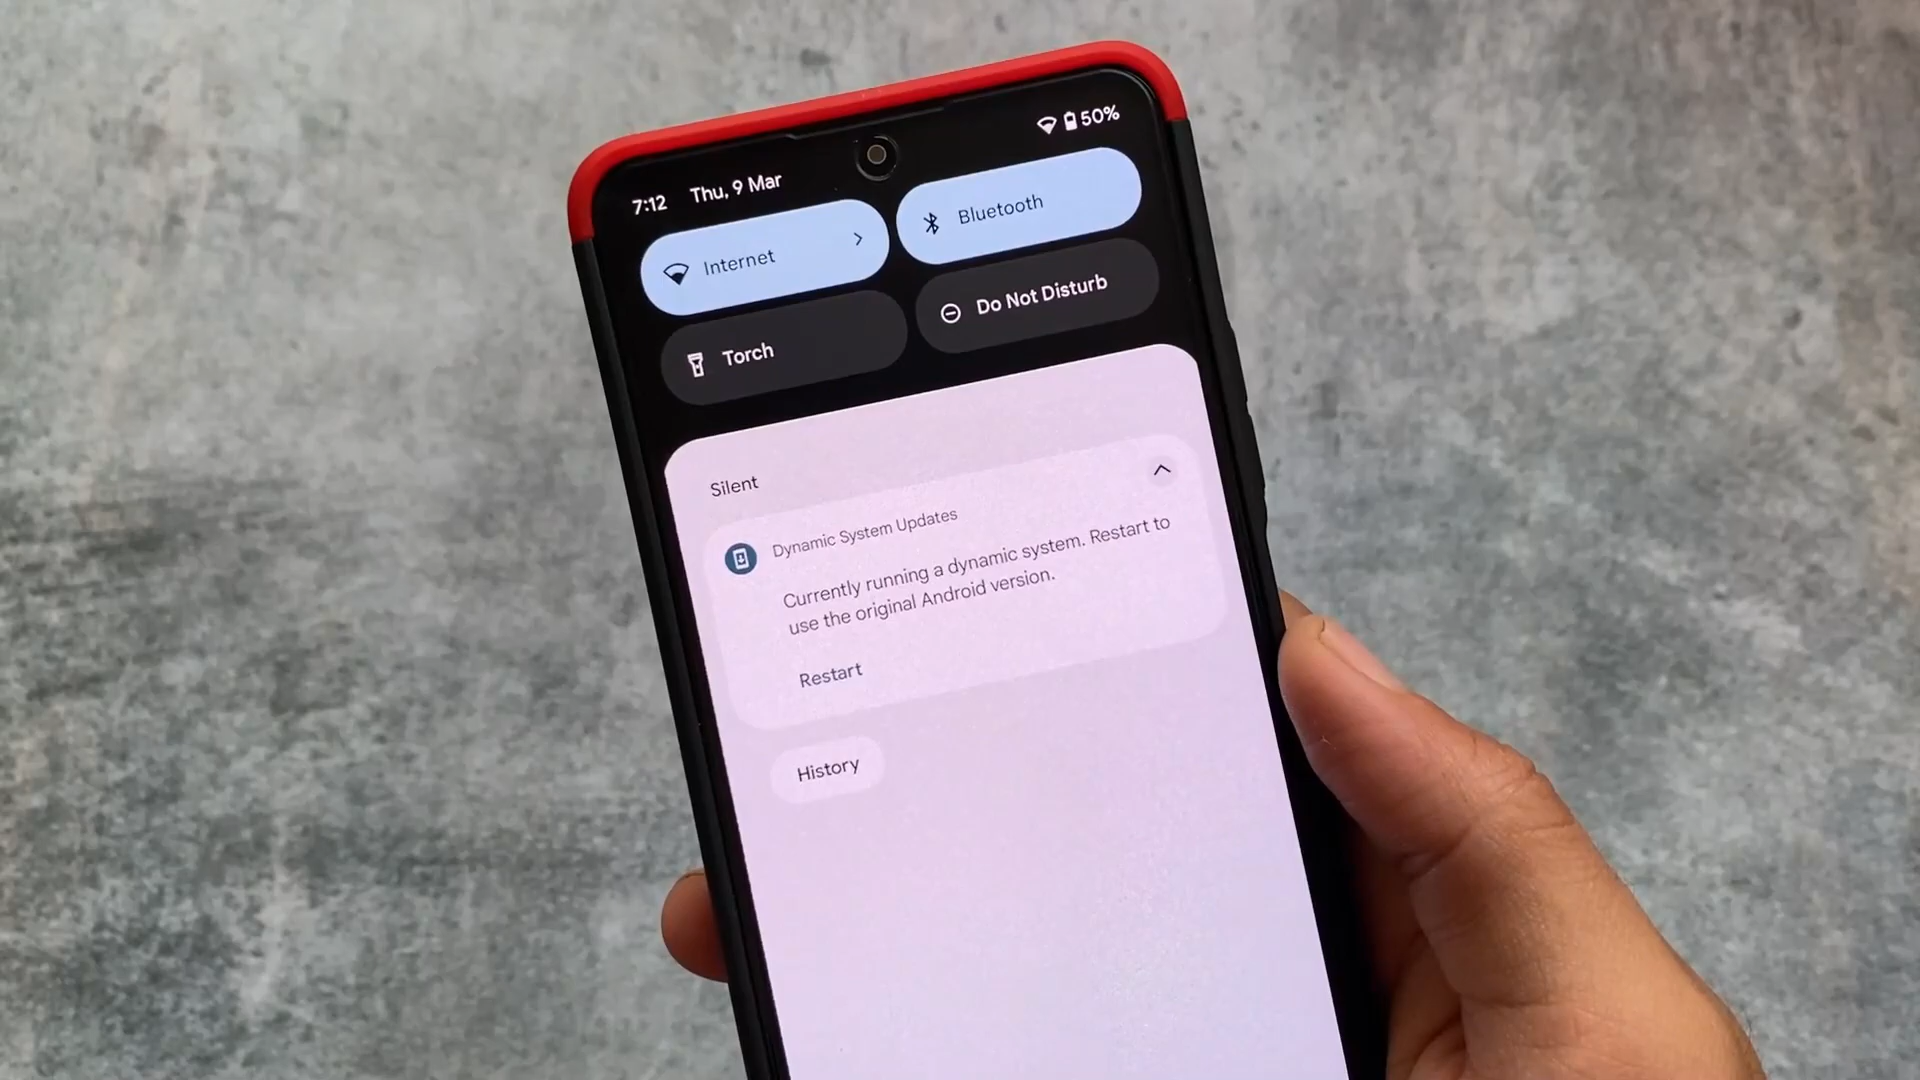 7:12 Thu, 9 Mar 50%
Internet Bluetooth
Torch Do Not Disturb
Silent
Dynamic System Updates
Currently running a dynamic system. Restart to
use the original Android version.
Restart
History